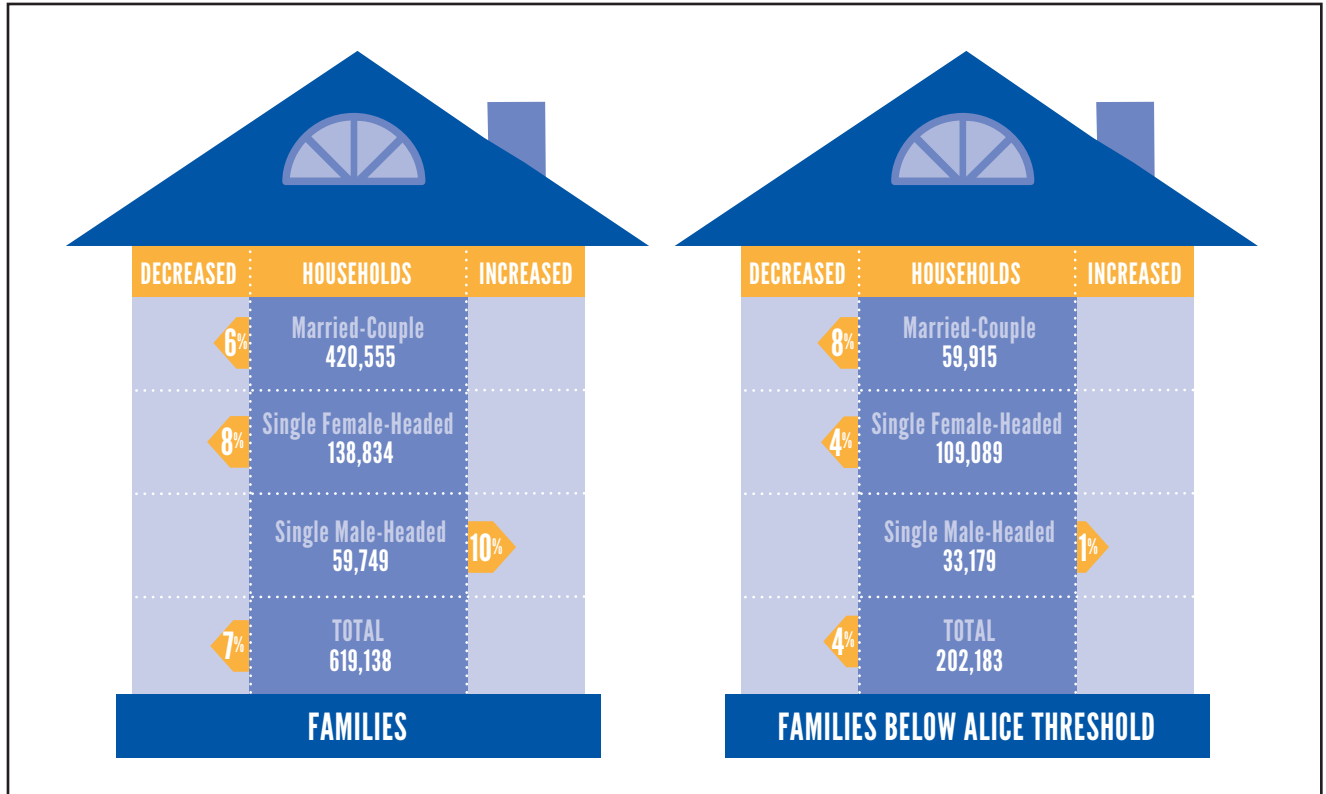 DECREASED HOUSEHOLDS INCREASED
6% Married-Couple
420,555
8% Single Female-Headed
138,834
Single Male-Headed 10%
59,749
7% TOTAL
619,138
FAMILIES
DECREASED HOUSEHOLDS INCREASED
8% Married-Couple
59,915
4% Single Female-Headed
109,089
Single Male-Headed 1%
33,179
4% TOTAL
202,183
FAMILIES BELOW ALICE THRESHOLD